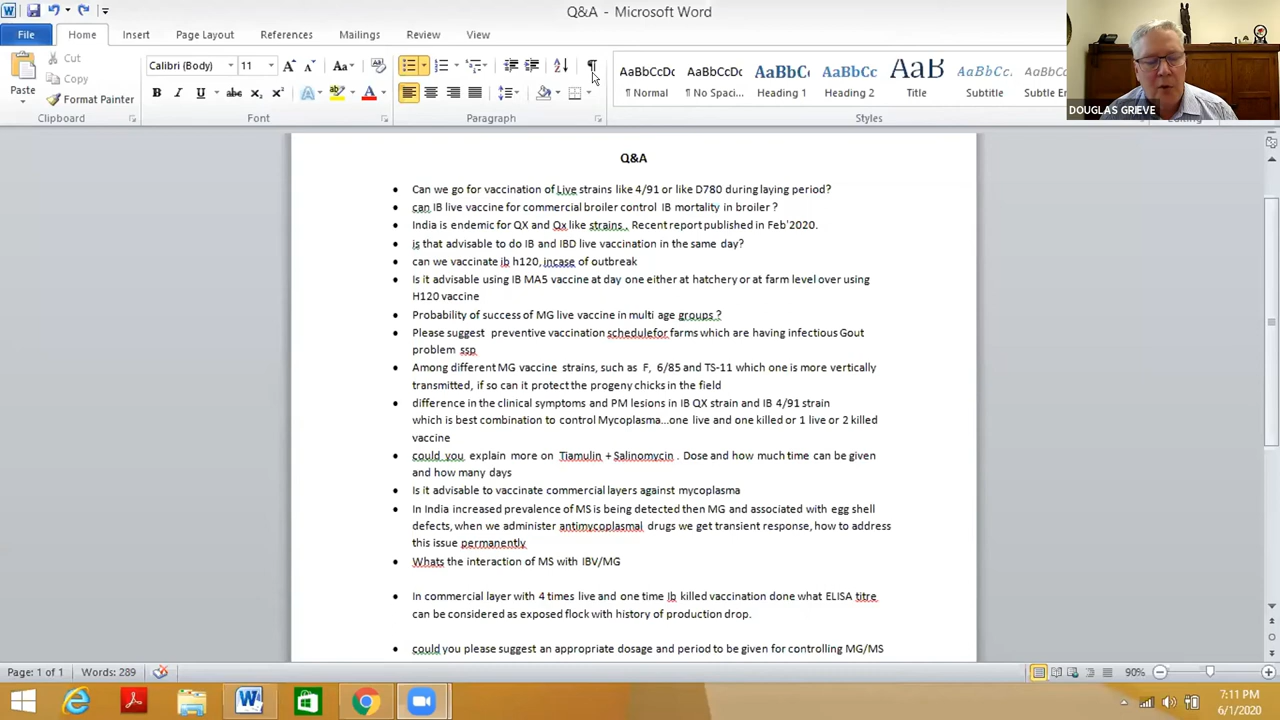 Q&A - Microsoft Word
File
Home
Insert
Page Layout
References
Mailings
Review
View
DOUGLAS GRIEVE
Paste
Cut
Copy
Format Painter
Clipboard
Calibri (Body)
11
Font
Paragraph
AaBbCcDc
¶ Normal
AaBbCcDc
¶ No Spaci...
AaBbC
Heading 1
AaBbCc
Heading 2
AaB
Title
AaBbCc
Subtitle
AaBbCcDc
Subtle Em
Styles
Editing
Q&A
• Can we go for vaccination of Live strains like 4/91 or like D780 during laying period?
• can IB live vaccine for commercial broiler control IB mortality in broiler ?
• India is endemic for QX and Qx like strains . Recent report published in Feb'2020.
• is that advisable to do IB and IBD live vaccination in the same day?
• can we vaccinate ib h120, incase of outbreak
• Is it advisable using IB MA5 vaccine at day one either at hatchery or at farm level over using
H120 vaccine
• Probability of success of MG live vaccine in multi age groups ?
• Please suggest preventive vaccination schedulefor farms which are having infectious Gout
problem ssp
• Among different MG vaccine strains, such as F, 6/85 and TS-11 which one is more vertically
transmitted, if so can it protect the progeny chicks in the field
• difference in the clinical symptoms and PM lesions in IB QX strain and IB 4/91 strain
which is best combination to control Mycoplasma...one live and one killed or 1 live or 2 killed
vaccine
• could you explain more on Tiamulin + Salinomycin . Dose and how much time can be given
and how many days
• Is it advisable to vaccinate commercial layers against mycoplasma
• In India increased prevalence of MS is being detected then MG and associated with egg shell
defects, when we administer antimycoplasmal drugs we get transient response, how to address
this issue permanently
• Whats the interaction of MS with IBV/MG
• In commercial layer with 4 times live and one time Ib killed vaccination done what ELISA titre
can be considered as exposed flock with history of production drop.
• could you please suggest an appropriate dosage and period to be given for controlling MG/MS
Page: 1 of 1
Words: 289
90%
7:11 PM
6/1/2020